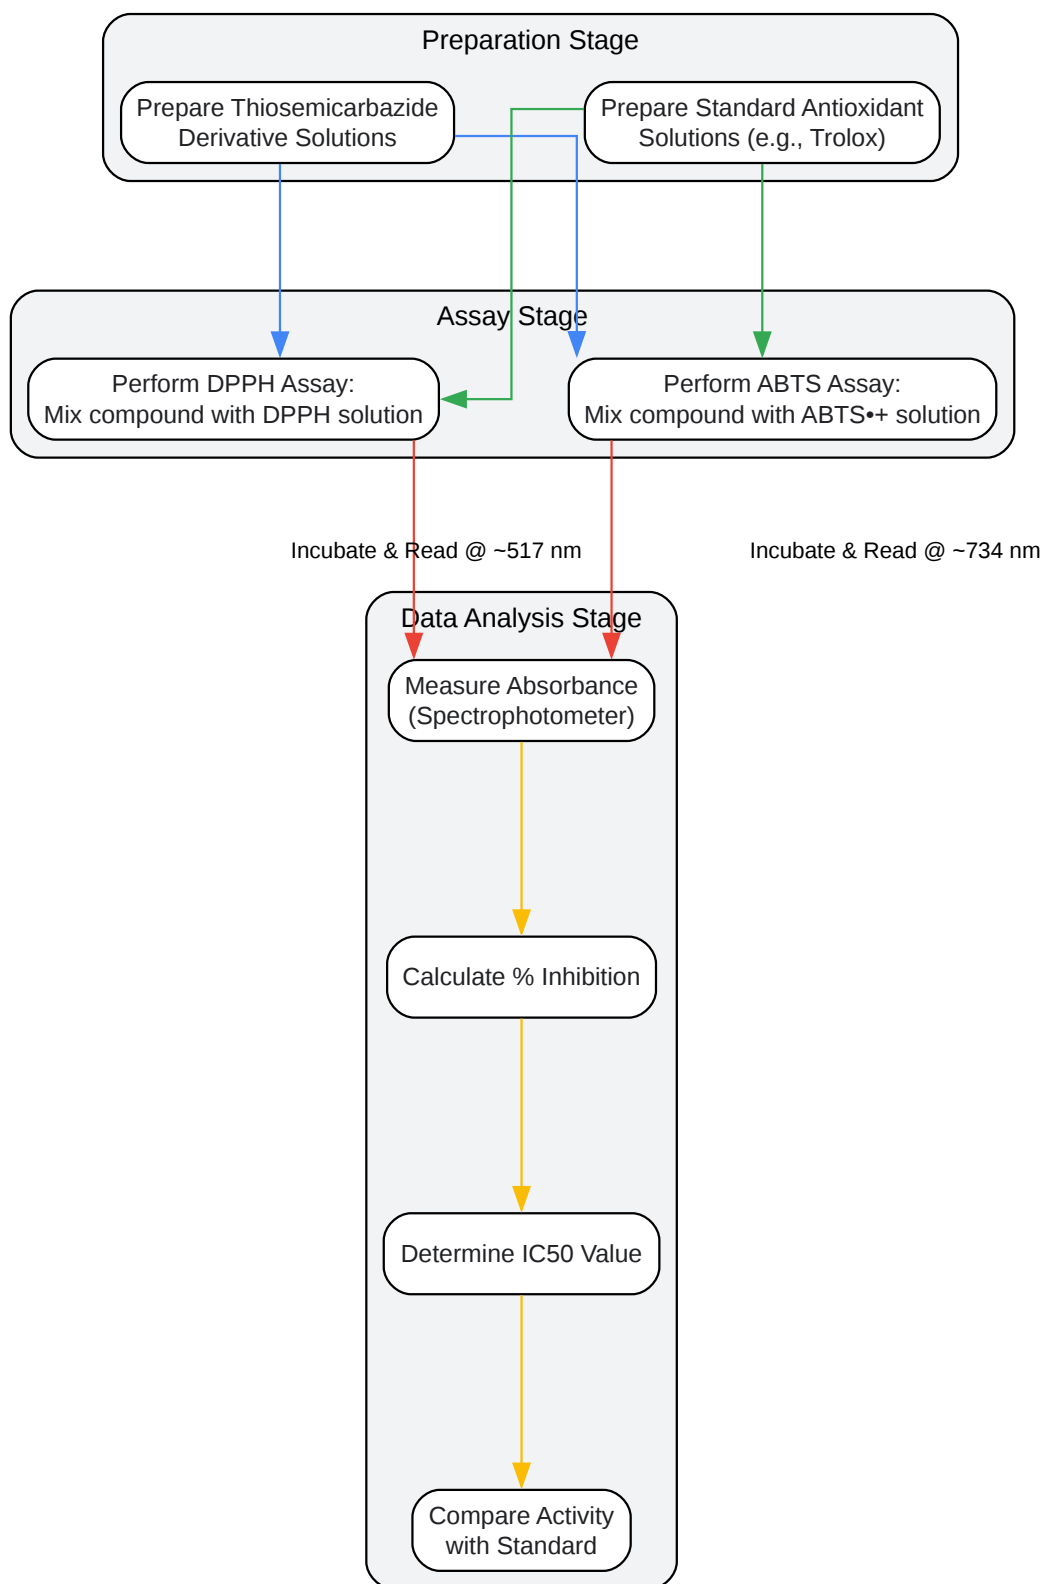 Preparation Stage
Prepare Thiosemicarbazide
Derivative Solutions
Prepare Standard Antioxidant
Solutions (e.g., Trolox)
Assay Stage
Perform DPPH Assay:
Mix compound with DPPH solution
Perform ABTS Assay:
Mix compound with ABTS•+ solution
Incubate & Read @ ~517 nm
Incubate & Read @ ~734 nm
Data Analysis Stage
Measure Absorbance
(Spectrophotometer)
Calculate % Inhibition
Determine IC50 Value
Compare Activity
with Standard